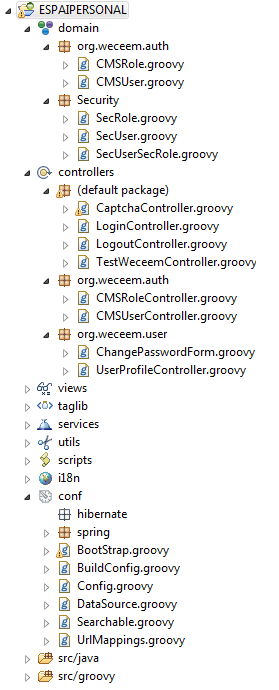 ESPAIPERSONAL
domain
org.weceem.auth
CMSRole.groovy
CMSUser.groovy
Security
SecRole.groovy
SecUser.groovy
SecUserSecRole.groovy
controllers
(default package)
CaptchaController.groovy
LoginController.groovy
LogoutController.groovy
TestWeceemController.groovy
org.weceem.auth
CMSRoleController.groovy
CMSUserController.groovy
org.weceem.user
ChangePasswordForm.groovy
UserProfileController.groovy
views
taglib
services
utils
scripts
i18n
conf
hibernate
spring
BootStrap.groovy
BuildConfig.groovy
Config.groovy
DataSource.groovy
Searchable.groovy
UrlMappings.groovy
src/java
src/groovy